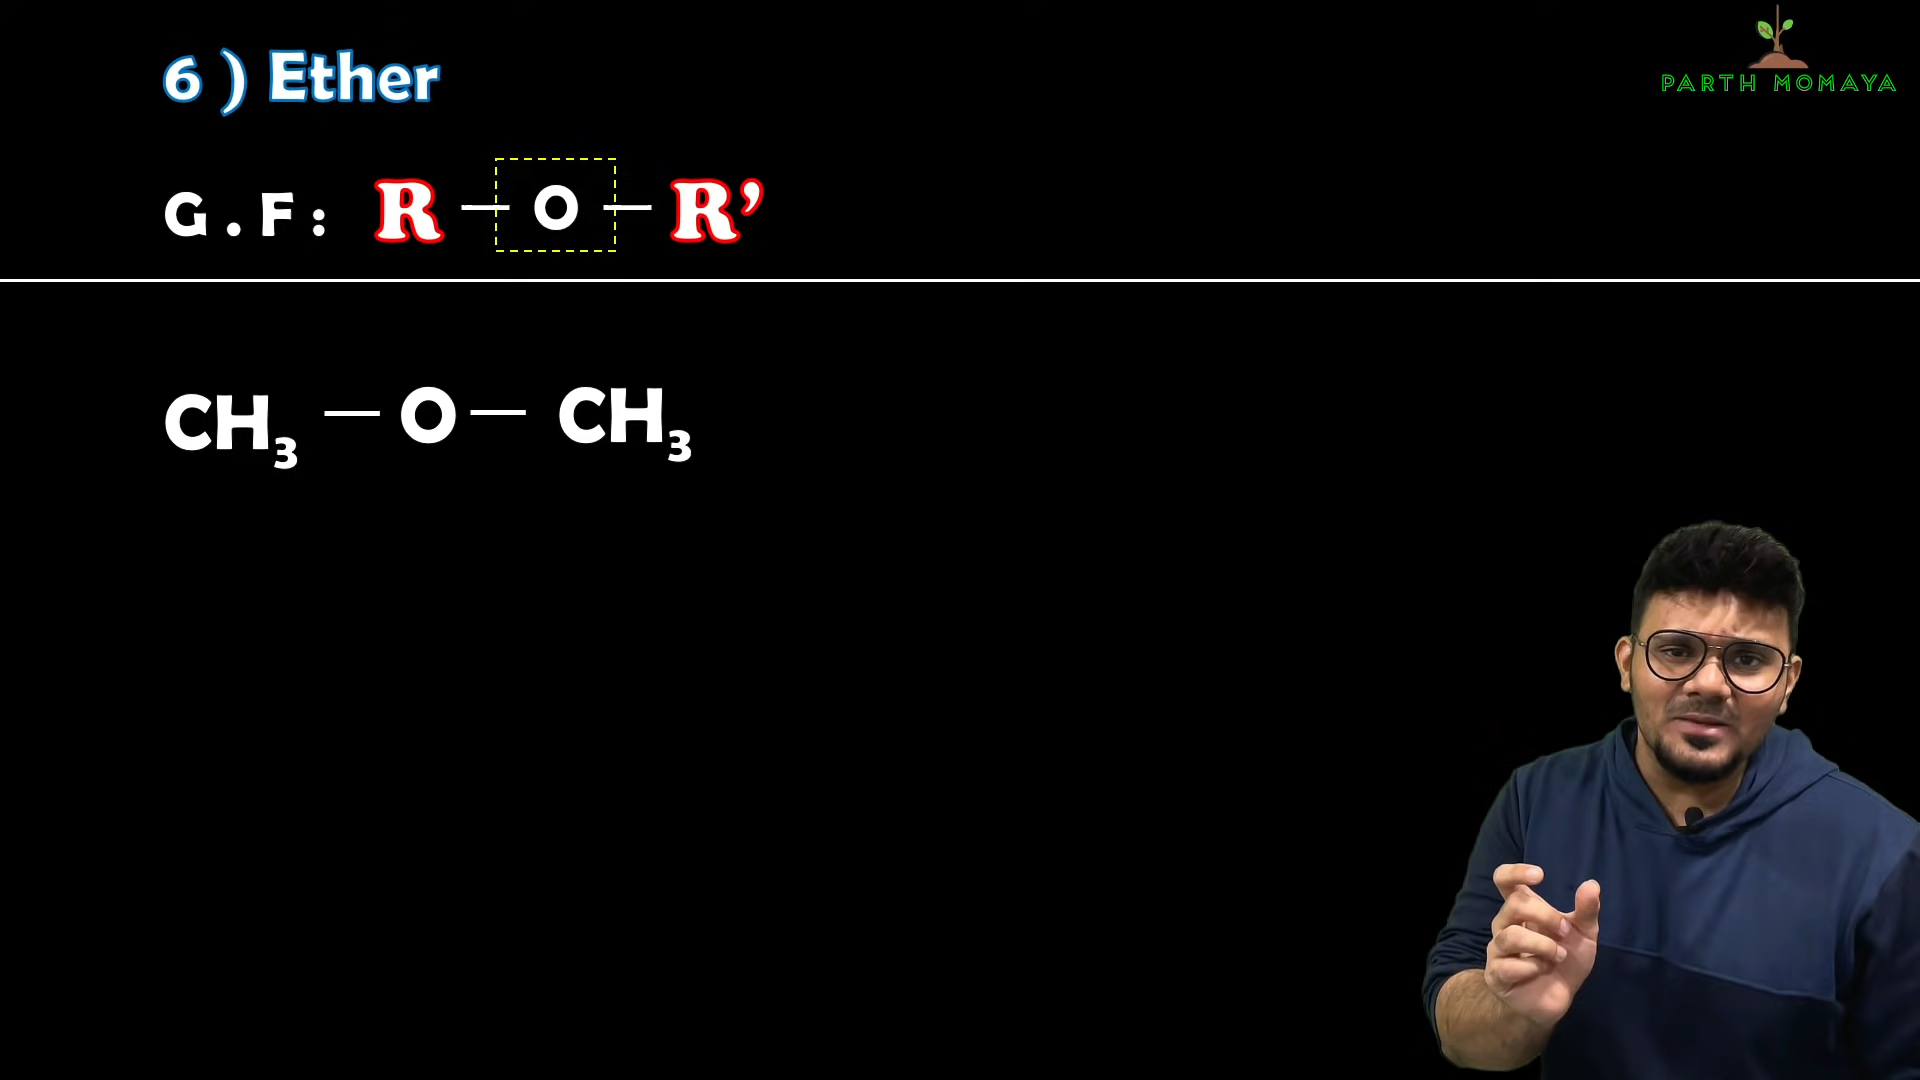 PARTH MOMAYA
6 ) Ether
G . F : R — O — R’
CH₃ — O — CH₃